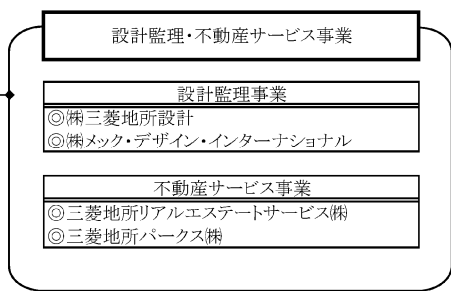 設計監理・不動産サービス事業
設計監理事業
◎㈱三菱地所設計
◎㈱メック・デザイン・インターナショナル
不動産サービス事業
◎三菱地所リアルエステートサービス㈱
◎三菱地所パークス㈱